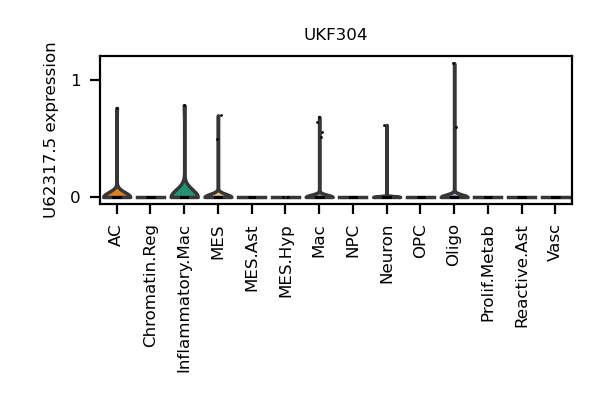 UKF304
U62317.5 expression
1
0
AC
Chromatin.Reg
Inflammatory.Mac
MES
MES.Ast
MES.Hyp
Mac
NPC
Neuron
OPC
Oligo
Prolif.Metab
Reactive.Ast
Vasc